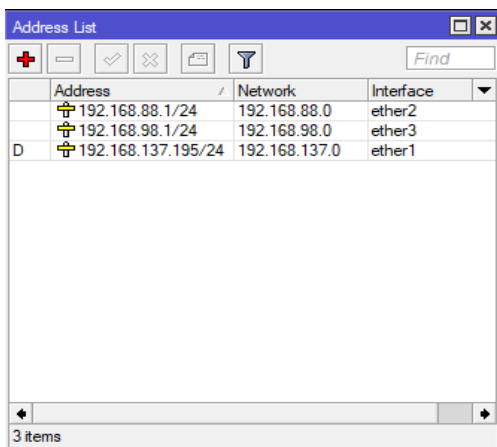 Address List
Find
Address Network Interface
192.168.88.1/24 192.168.88.0 ether2
192.168.98.1/24 192.168.98.0 ether3
D 192.168.137.195/24 192.168.137.0 ether1
3 items